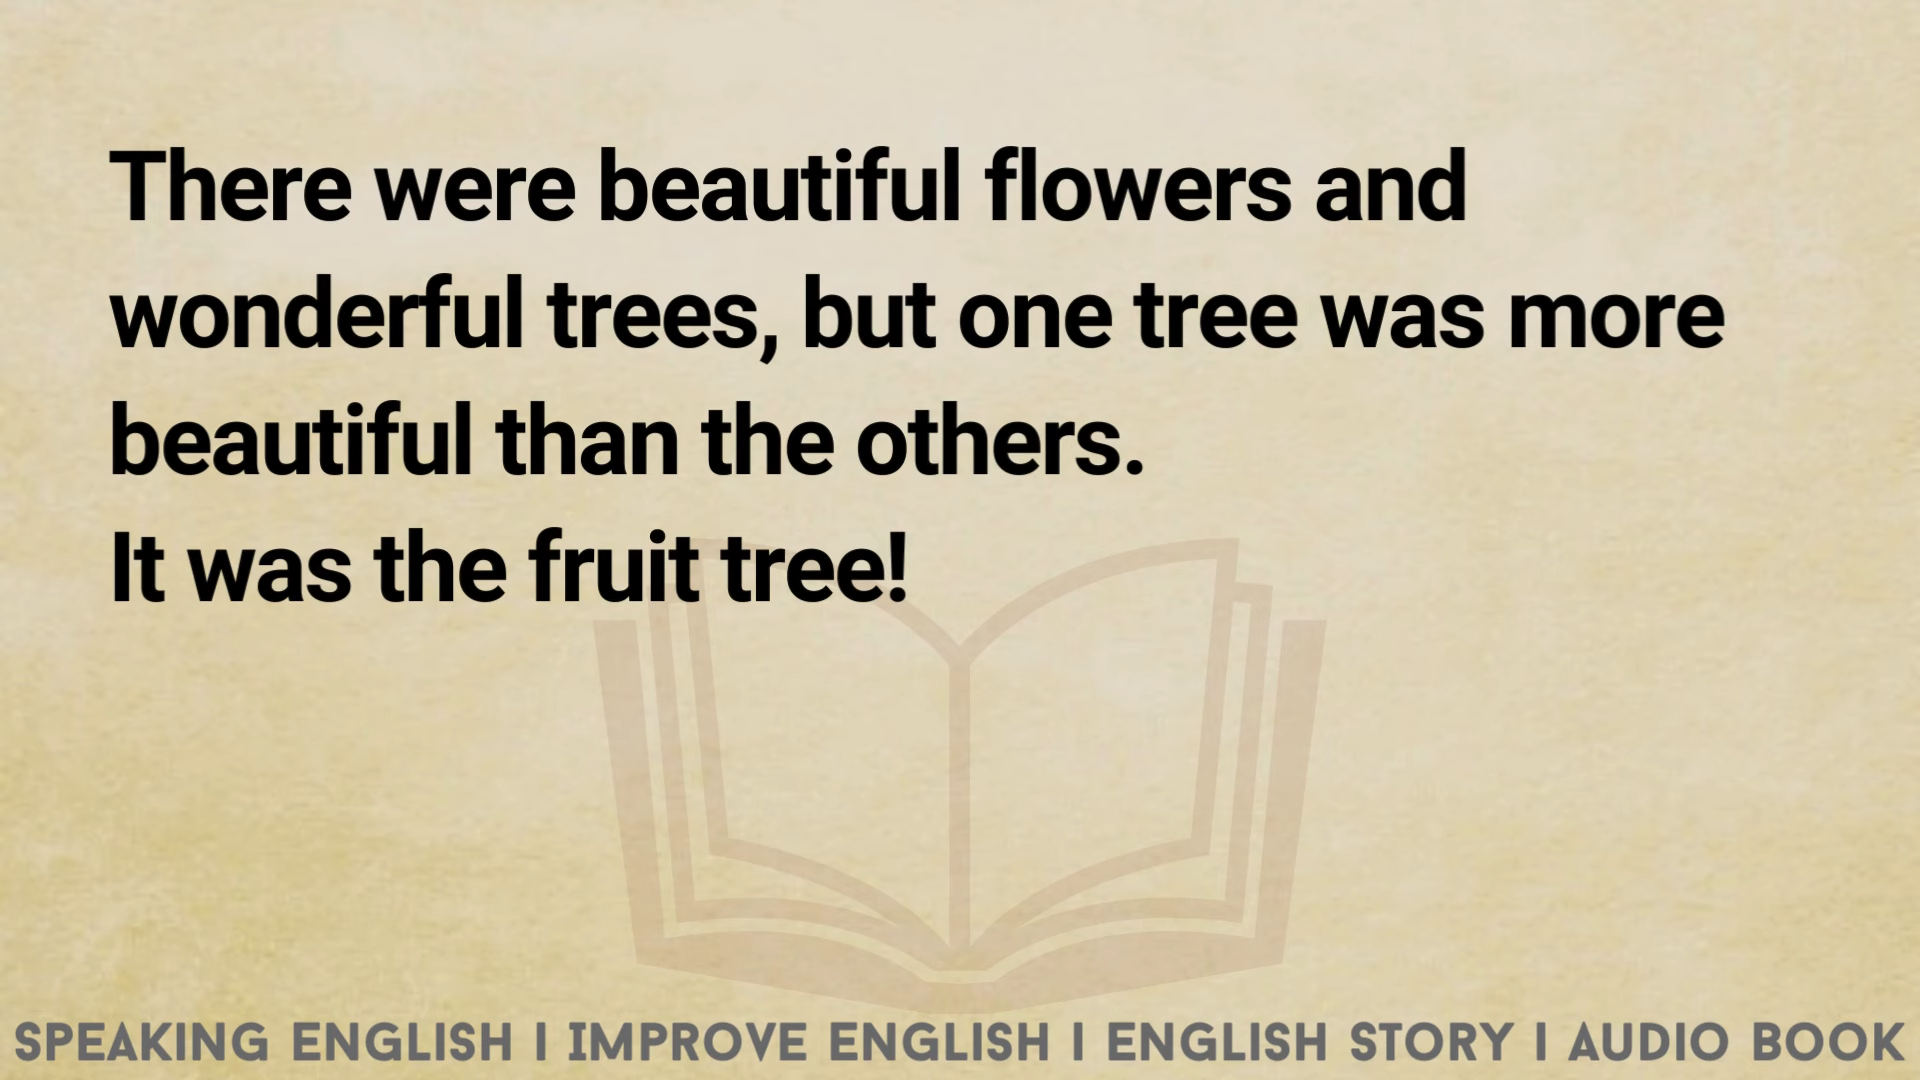 There were beautiful flowers and
wonderful trees, but one tree was more
beautiful than the others.
It was the fruit tree!
SPEAKING ENGLISH I IMPROVE ENGLISH I ENGLISH STORY I AUDIO BOOK